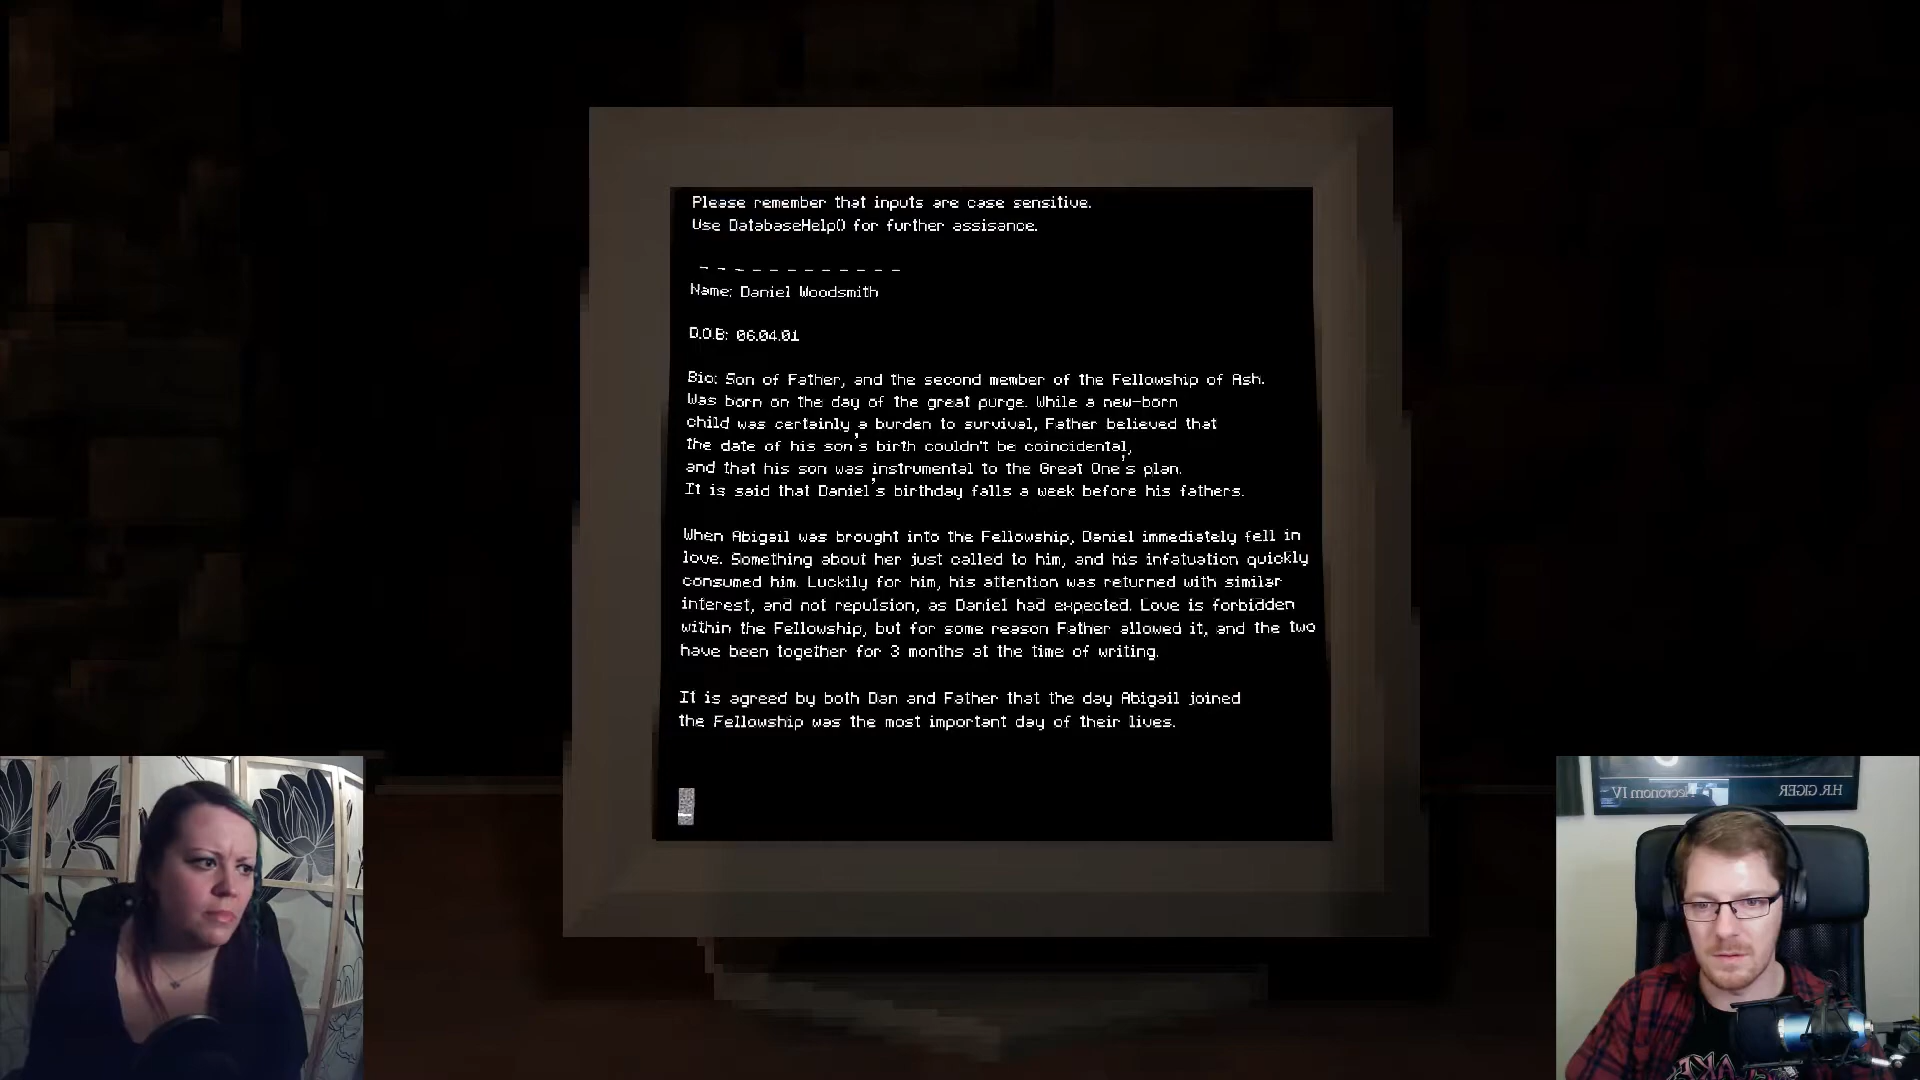 Please remember that inputs are case sensitive.
Use DatabaseHelp() for further assisance.
- - - - - - - - - - - -
Name: Daniel Woodsmith
D.O.B: 06.04.01
Bio: Son of Father, and the second member of the Fellowship of Ash.
Was born on the day of the great purge. While a new-born
child was certainly a burden to survival, Father believed that
the date of his son's birth couldn't be coincidental,
and that his son was instrumental to the Great One's plan.
It is said that Daniel's birthday falls a week before his fathers.
When Abigail was brought into the Fellowship, Daniel immediately fell in
love. Something about her just called to him, and his infatuation quickly
consumed him. Luckily for him, his attention was returned with similar
interest, and not repulsion, as Daniel had expected. Love is forbidden
within the Fellowship, but for some reason Father allowed it, and the two
have been together for 3 months at the time of writing.
It is agreed by both Dan and Father that the day Abigail joined
the Fellowship was the most important day of their lives.
Necronom IV
H.R. GIGER